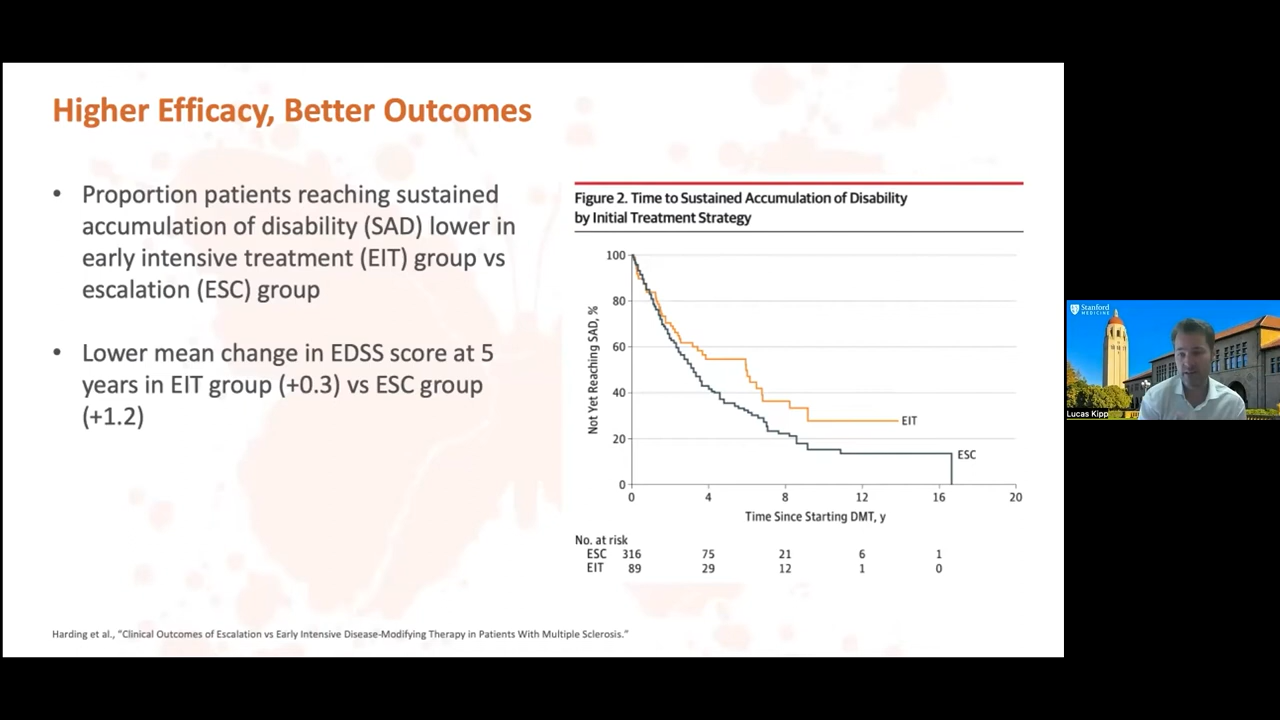 Higher Efficacy, Better Outcomes
• Proportion patients reaching sustained
accumulation of disability (SAD) lower in
early intensive treatment (EIT) group vs
escalation (ESC) group
• Lower mean change in EDSS score at 5
years in EIT group (+0.3) vs ESC group
(+1.2)
Figure 2. Time to Sustained Accumulation of Disability
by Initial Treatment Strategy
Not Yet Reaching SAD, %
100
80
60
40
20
0
EIT
ESC
0 4 8 12 16 20
Time Since Starting DMT, y
No. at risk
ESC 316 75 21 6 1
EIT 89 29 12 1 0
Harding et al., "Clinical Outcomes of Escalation vs Early Intensive Disease-Modifying Therapy in Patients With Multiple Sclerosis."
Stanford
MEDICINE
Lucas Kipp